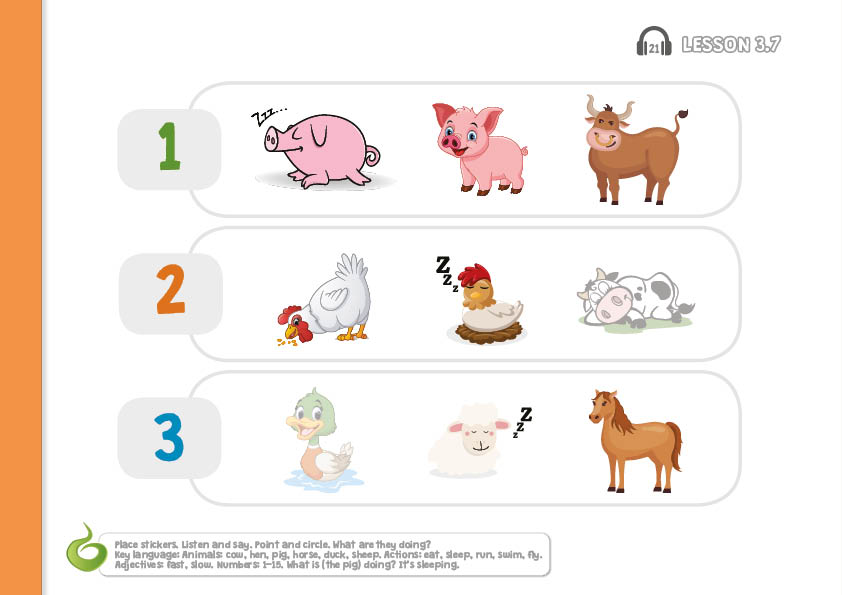 21 LESSON 3.7
1
Zzz...
2
Z
Z
z
3
Z
Z
z
Place stickers. Listen and say. Point and circle. What are they doing?
Key language: Animals: cow, hen, pig, horse, duck, sheep. Actions: eat, sleep, run, swim, fly.
Adjectives: fast, slow. Numbers: 1-15. What is (the pig) doing? It's sleeping.